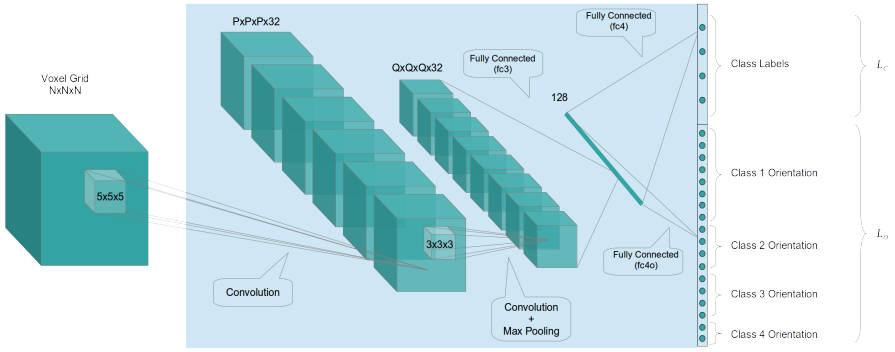 Voxel Grid
NxNxN
5x5x5
PxPxPx32
Convolution
3x3x3
QxQxQx32
Convolution
+
Max Pooling
Fully Connected
(fc3)
128
Fully Connected
(fc4)
Fully Connected
(fc4o)
Class Labels
Class 1 Orientation
Class 2 Orientation
Class 3 Orientation
Class 4 Orientation
L_C
L_O